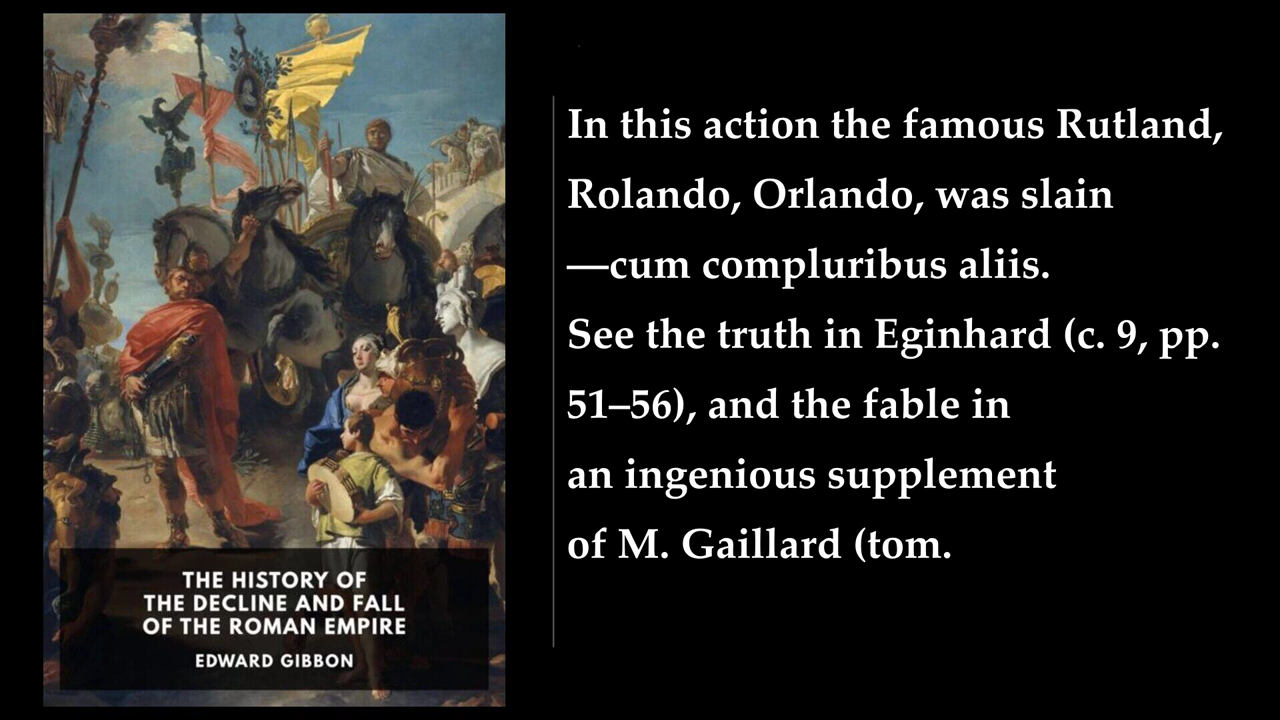 THE HISTORY OF
THE DECLINE AND FALL
OF THE ROMAN EMPIRE
EDWARD GIBBON
In this action the famous Rutland,
Rolando, Orlando, was slain
—cum compluribus aliis.
See the truth in Eginhard (c. 9, pp.
51–56), and the fable in
an ingenious supplement
of M. Gaillard (tom.